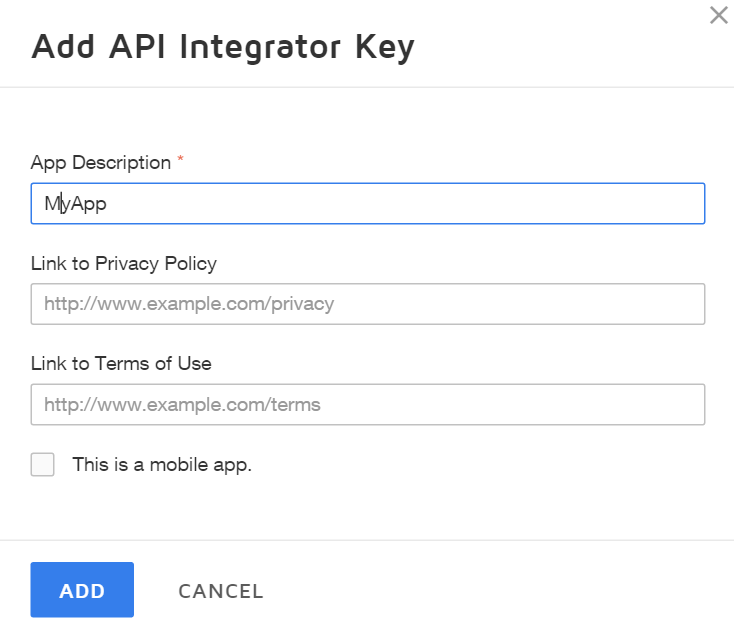 Add API Integrator Key
App Description *
MyApp
Link to Privacy Policy
http://www.example.com/privacy
Link to Terms of Use
http://www.example.com/terms
This is a mobile app.
ADD CANCEL